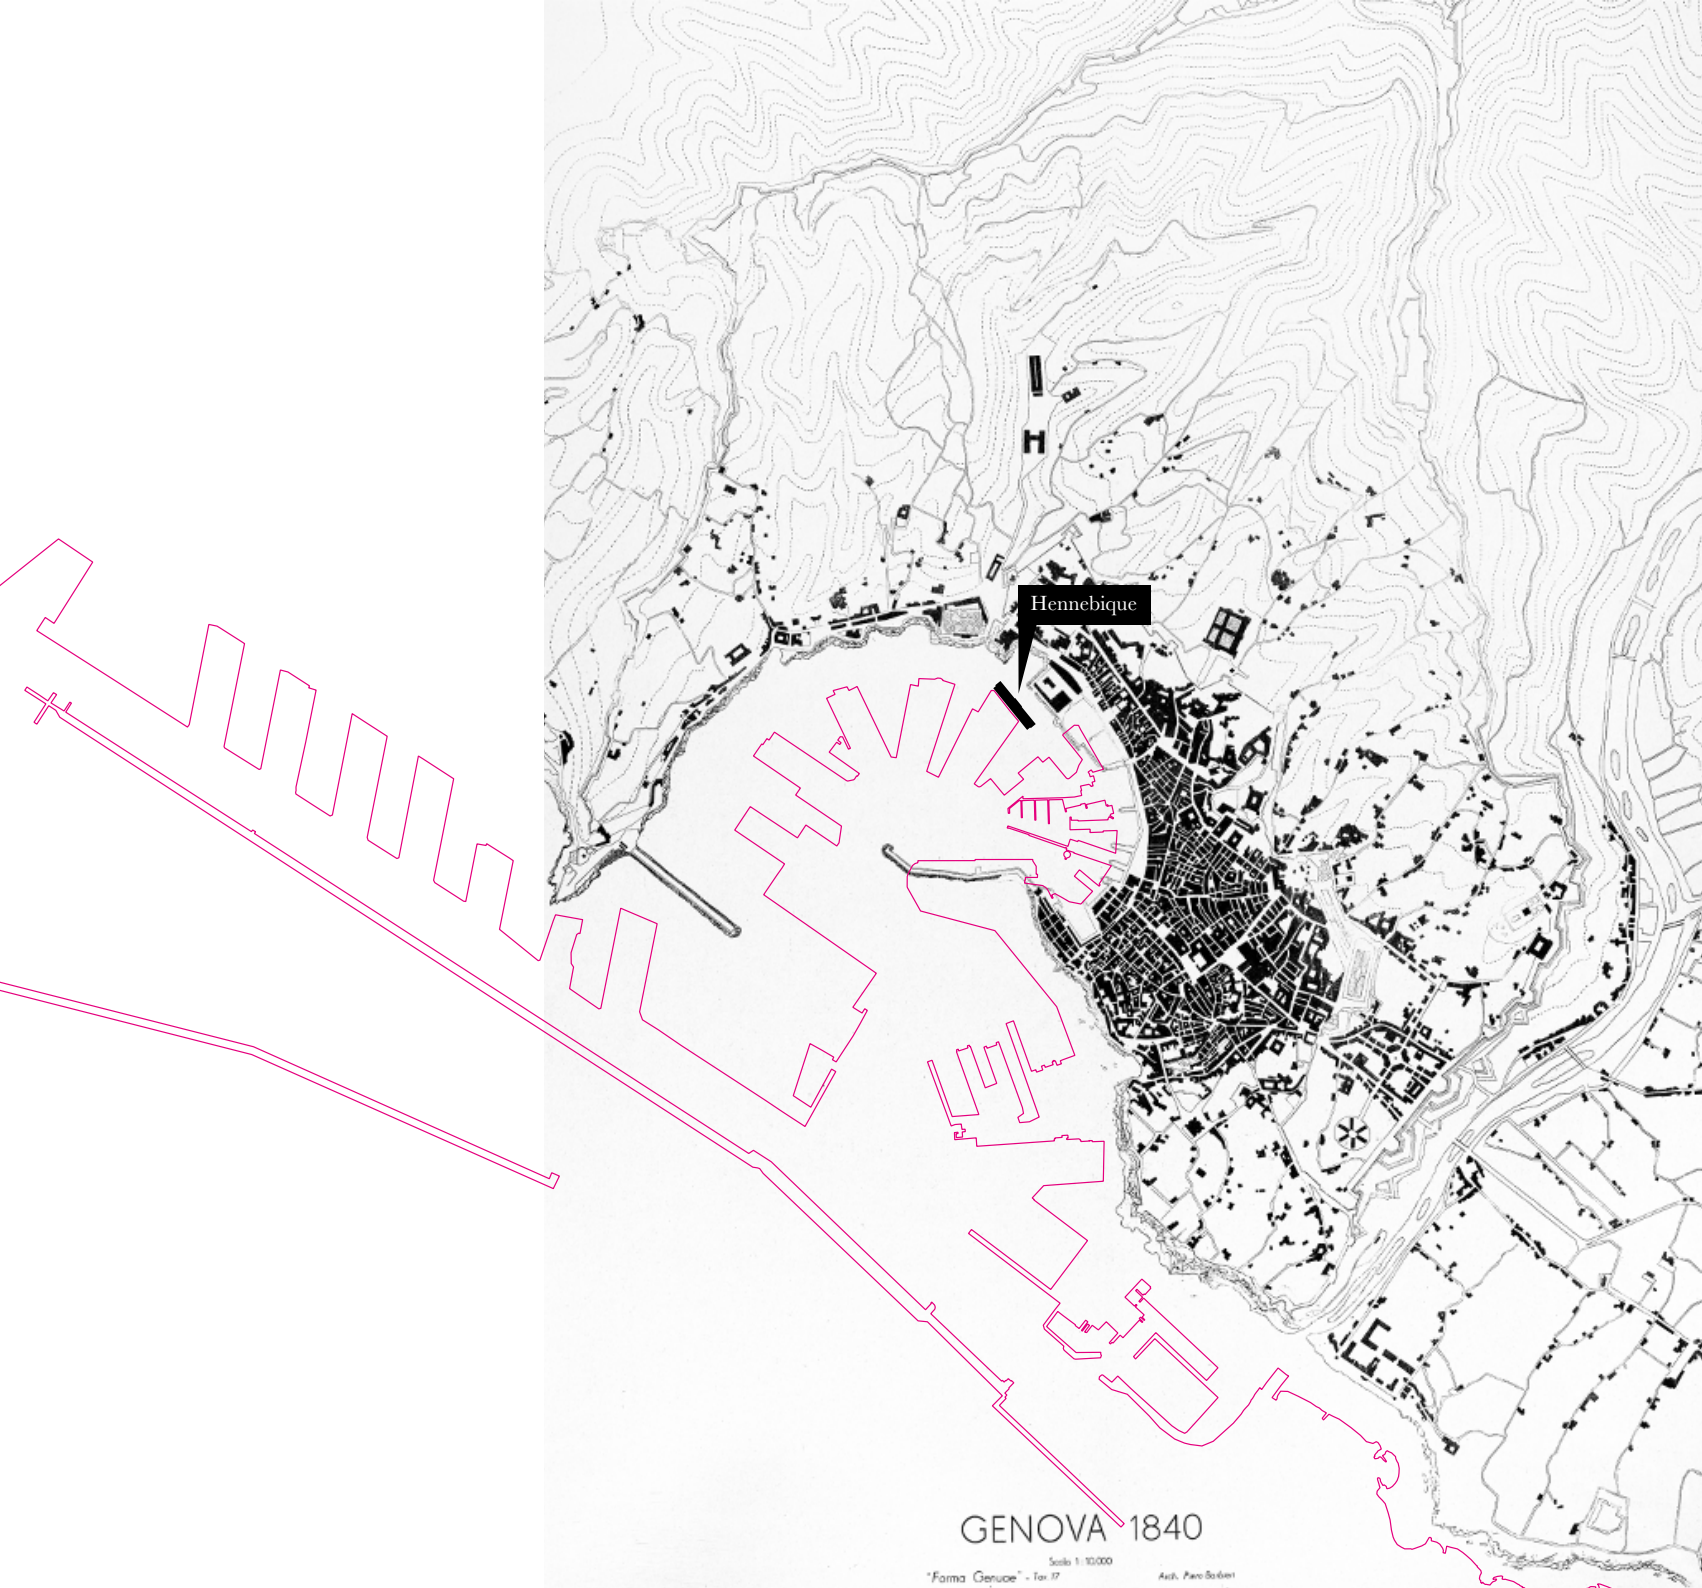 Hennebique
GENOVA 1840
Scala 1:10.000
"Forma Genuae" - Tav. 17
Arch. Piero Barbieri